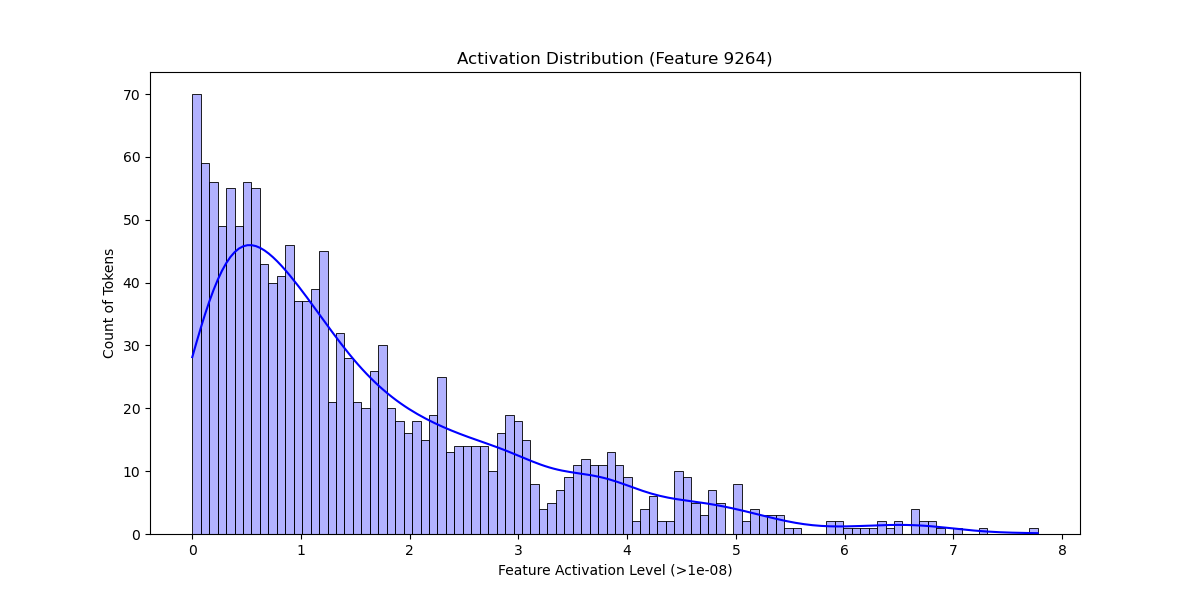 Activation Distribution (Feature 9264)
70
60
50
40
30
20
10
0
Count of Tokens
0 1 2 3 4 5 6 7 8
Feature Activation Level (>1e-08)